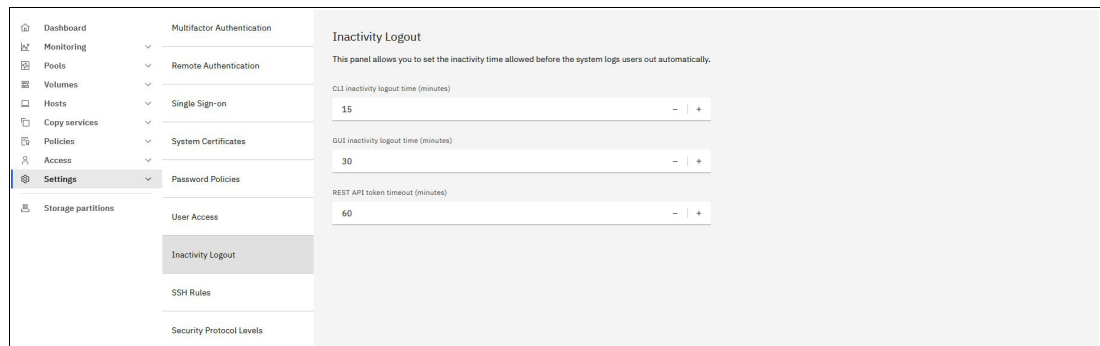 Dashboard
Monitoring
Pools
Volumes
Hosts
Copy services
Policies
Access
Settings
Storage partitions
Multifactor Authentication
Remote Authentication
Single Sign-on
System Certificates
Password Policies
User Access
Inactivity Logout
SSH Rules
Security Protocol Levels
Inactivity Logout
This panel allows you to set the inactivity time allowed before the system logs users out automatically.
CLI inactivity logout time (minutes)
15
GUI inactivity logout time (minutes)
30
REST API token timeout (minutes)
60